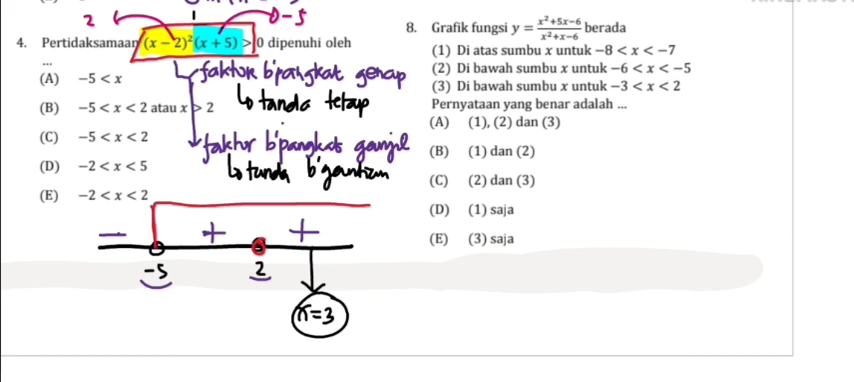 2
-5
4. Pertidaksamaan (x − 2)²(x + 5) > 0 dipenuhi oleh
...
(A) −5 < x
(B) −5 < x < 2 atau x > 2
(C) −5 < x < 2
(D) −2 < x < 5
(E) −2 < x < 2
faktor b'pangkat genap
↳ tanda tetap
faktor b'pangkat ganjil
↳ tanda b'gantian
− + +
-5 2
x=3
8. Grafik fungsi y = \frac{x²+5x−6}{x²+x−6} berada
(1) Di atas sumbu x untuk −8 < x < −7
(2) Di bawah sumbu x untuk −6 < x < −5
(3) Di bawah sumbu x untuk −3 < x < 2
Pernyataan yang benar adalah ...
(A) (1), (2) dan (3)
(B) (1) dan (2)
(C) (2) dan (3)
(D) (1) saja
(E) (3) saja